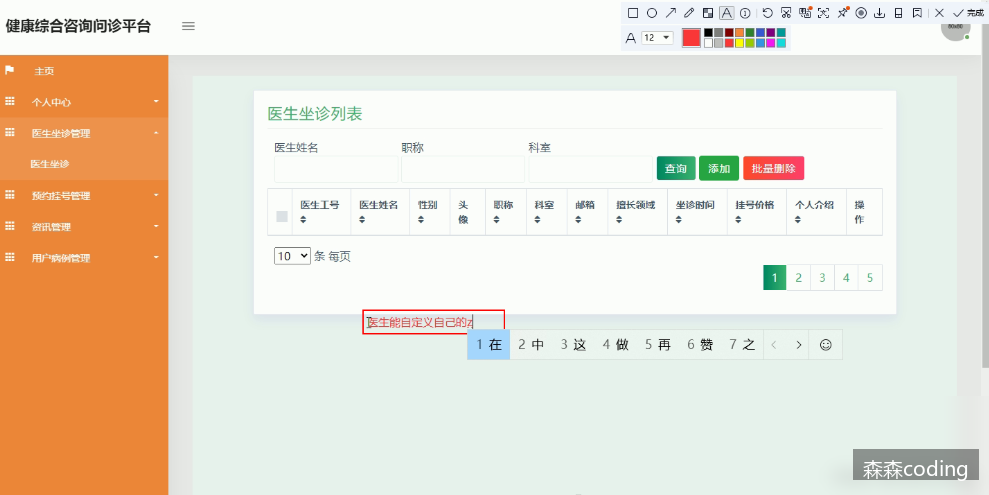 健康综合咨询问诊平台
完成
A 12
主页
个人中心
医生坐诊管理
医生坐诊
预约挂号管理
资讯管理
用户病例管理
医生坐诊列表
医生姓名 职称 科室
查询 添加 批量删除
医生工号 医生姓名 性别 头像 职称 科室 邮箱 擅长领域 坐诊时间 挂号价格 个人介绍 操作
10 条 每页
1 2 3 4 5
医生能自定义自己的z
1 在 2 中 3 这 4 做 5 再 6 赞 7 之
森森coding